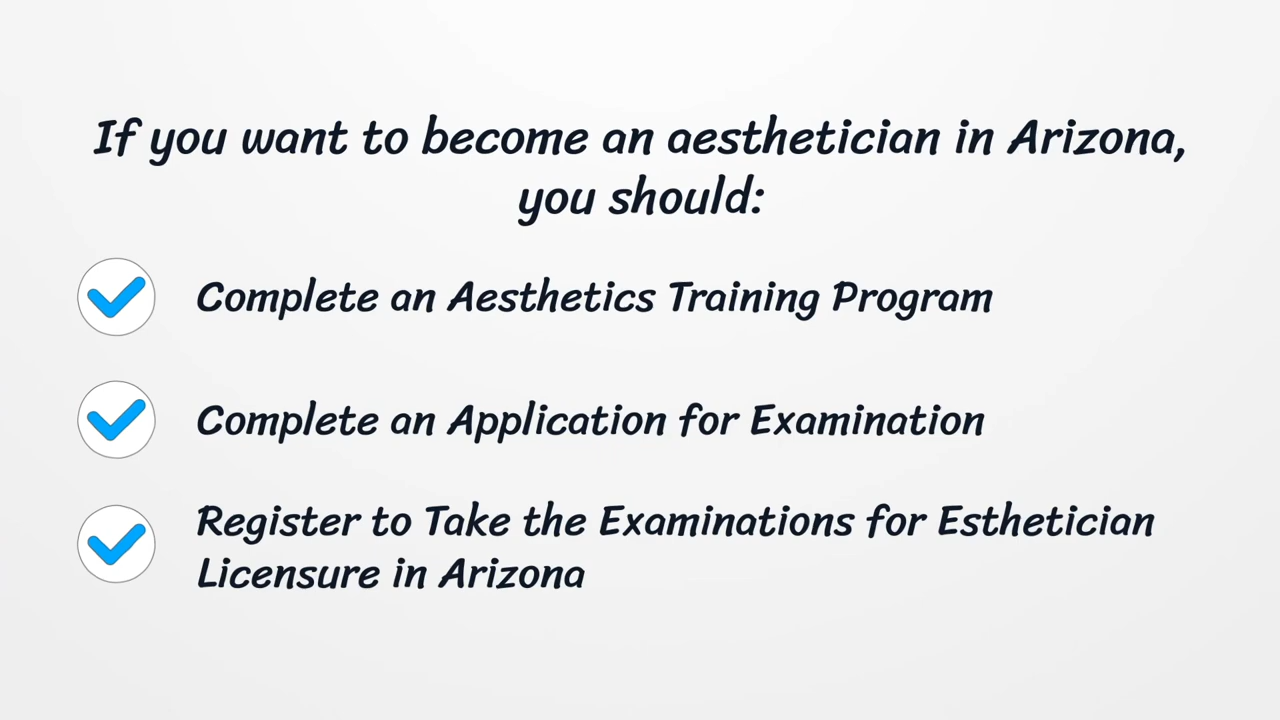 If you want to become an aesthetician in Arizona,
you should:
Complete an Aesthetics Training Program
Complete an Application for Examination
Register to Take the Examinations for Esthetician
Licensure in Arizona